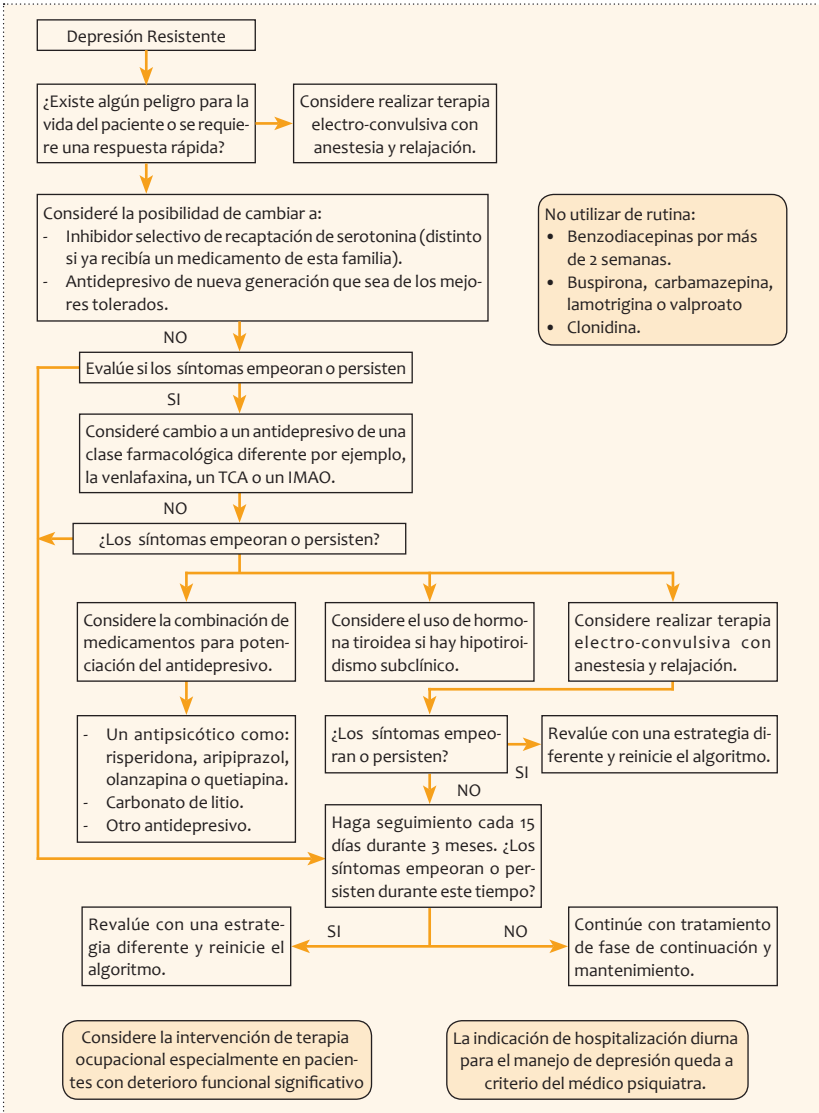 Depresión Resistente
¿Existe algún peligro para la
vida del paciente o se requie-
re una respuesta rápida?
Considere realizar terapia
electro-convulsiva con
anestesia y relajación.
Consideré la posibilidad de cambiar a:
- Inhibidor selectivo de recaptación de serotonina (distinto
si ya recibía un medicamento de esta familia).
- Antidepresivo de nueva generación que sea de los mejo-
res tolerados.
No utilizar de rutina:
• Benzodiacepinas por más
de 2 semanas.
• Buspirona, carbamazepina,
lamotrigina o valproato
• Clonidina.
NO
Evalúe si los síntomas empeoran o persisten
SI
Consideré cambio a un antidepresivo de una
clase farmacológica diferente por ejemplo,
la venlafaxina, un TCA o un IMAO.
NO
¿Los síntomas empeoran o persisten?
Considere la combinación de
medicamentos para poten-
ciación del antidepresivo.
Considere el uso de hormo-
na tiroidea si hay hipotiroi-
dismo subclínico.
Considere realizar terapia
electro-convulsiva con
anestesia y relajación.
- Un antipsicótico como:
risperidona, aripiprazol,
olanzapina o quetiapina.
- Carbonato de litio.
- Otro antidepresivo.
¿Los síntomas empeo-
ran o persisten?
SI
Revalúe con una estrategia di-
ferente y reinicie el algoritmo.
NO
Haga seguimiento cada 15
días durante 3 meses. ¿Los
síntomas empeoran o per-
sisten durante este tiempo?
Revalúe con una estrate-
gia diferente y reinicie el
algoritmo.
SI
NO
Continúe con tratamiento
de fase de continuación y
mantenimiento.
Considere la intervención de terapia
ocupacional especialmente en pacien-
tes con deterioro funcional significativo
La indicación de hospitalización diurna
para el manejo de depresión queda a
criterio del médico psiquiatra.